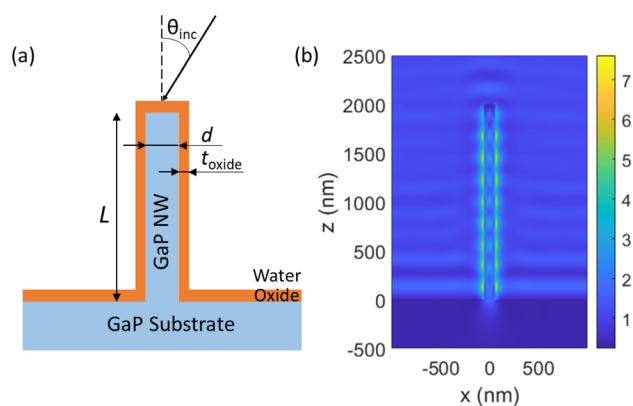 (a)
θinc
L
d
toxide
GaP NW
Water
Oxide
GaP Substrate
(b)
2500
2000
1500
1000
500
0
-500
z (nm)
-500
0
500
x (nm)
7
6
5
4
3
2
1